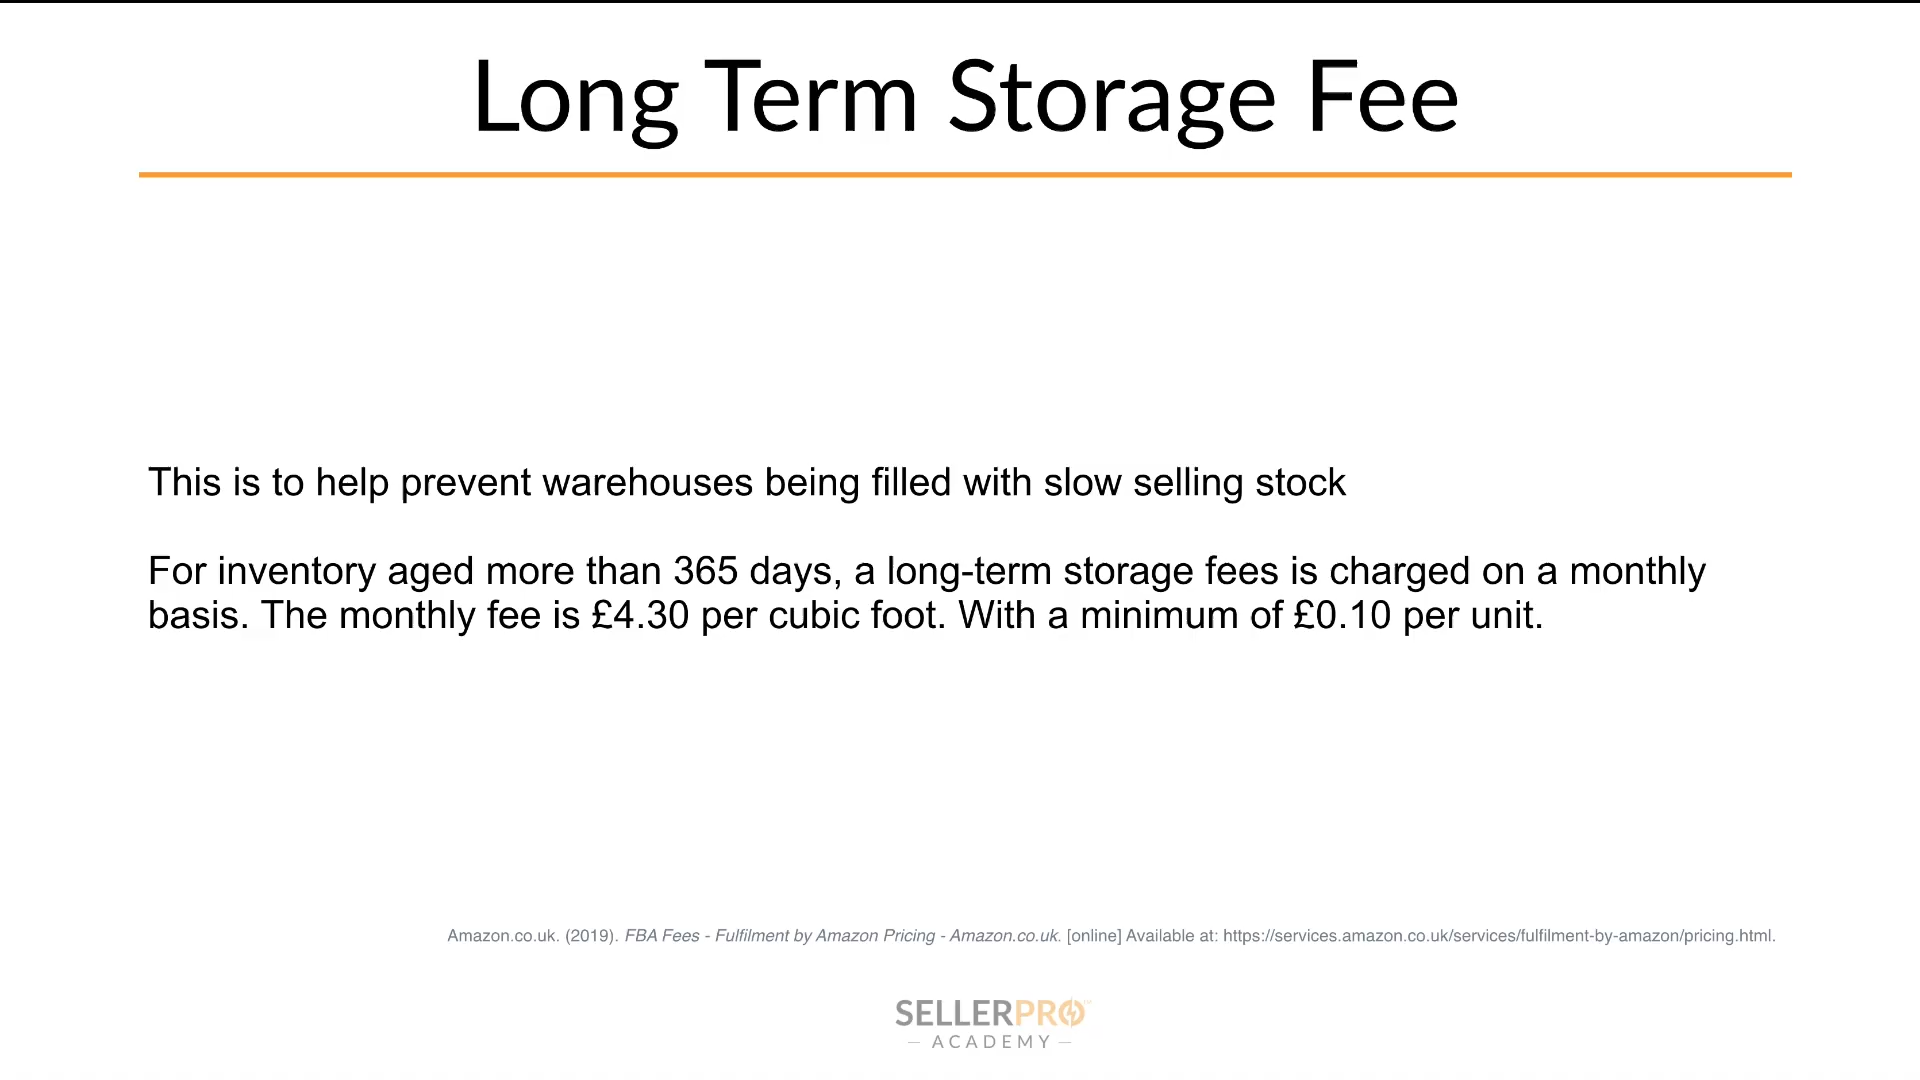 Long Term Storage Fee
This is to help prevent warehouses being filled with slow selling stock
For inventory aged more than 365 days, a long-term storage fees is charged on a monthly
basis. The monthly fee is £4.30 per cubic foot. With a minimum of £0.10 per unit.
Amazon.co.uk. (2019). FBA Fees - Fulfilment by Amazon Pricing - Amazon.co.uk. [online] Available at: https://services.amazon.co.uk/services/fulfilment-by-amazon/pricing.html.
SELLERPRO™
— ACADEMY —